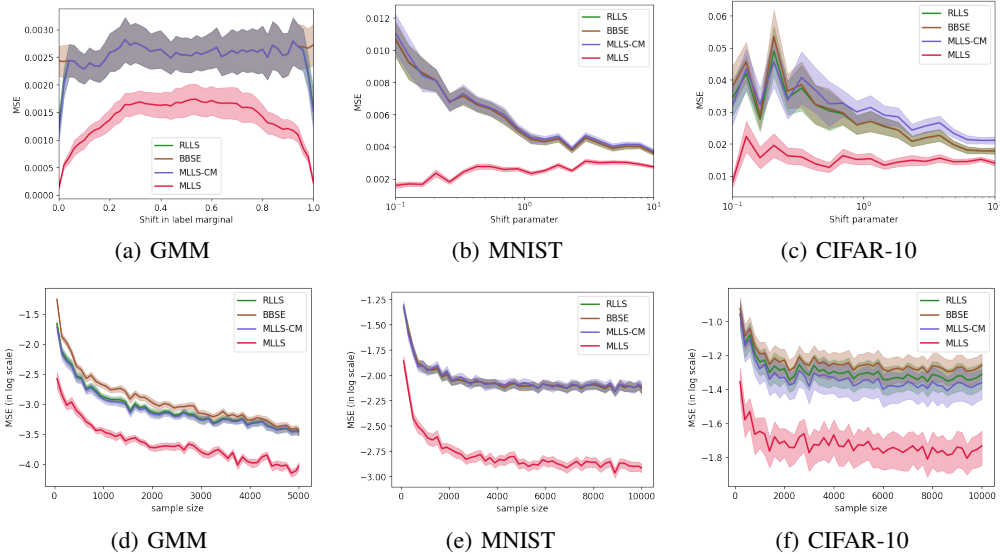 0.0030
0.0025
0.0020
0.0015
0.0010
0.0005
0.0000
MSE
0.0
0.2
0.4
0.6
0.8
1.0
Shift in label marginal
RLLS
BBSE
MLLS-CM
MLLS
(a) GMM
0.012
0.010
0.008
0.006
0.004
0.002
MSE
10⁻¹
10⁰
10¹
Shift paramater
RLLS
BBSE
MLLS-CM
MLLS
(b) MNIST
0.06
0.05
0.04
0.03
0.02
0.01
MSE
10⁻¹
10⁰
10¹
Shift paramater
RLLS
BBSE
MLLS-CM
MLLS
(c) CIFAR-10
−1.5
−2.0
−2.5
−3.0
−3.5
−4.0
MSE (in log scale)
0
1000
2000
3000
4000
5000
sample size
RLLS
BBSE
MLLS-CM
MLLS
(d) GMM
−1.25
−1.50
−1.75
−2.00
−2.25
−2.50
−2.75
−3.00
MSE (in log scale)
0
2000
4000
6000
8000
10000
sample size
RLLS
BBSE
MLLS-CM
MLLS
(e) MNIST
−1.0
−1.2
−1.4
−1.6
−1.8
MSE (in log scale)
0
2000
4000
6000
8000
10000
sample size
RLLS
BBSE
MLLS-CM
MLLS
(f) CIFAR-10